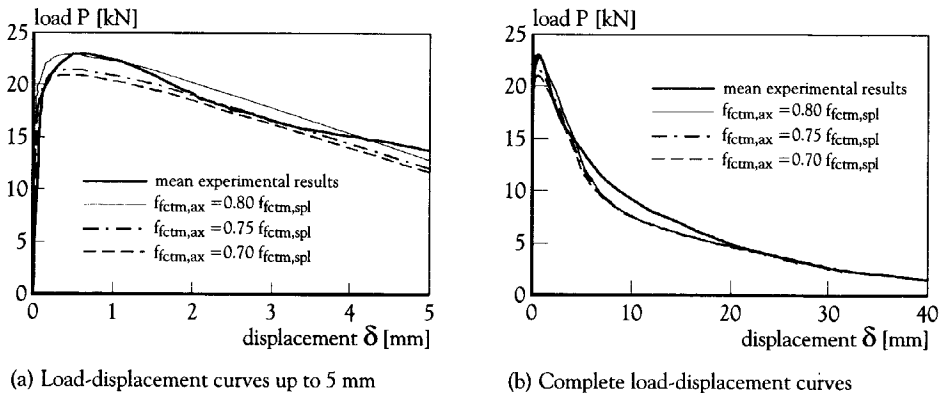 load P [kN]
25
20
15
10
5
0
mean experimental results
f_fctm,ax = 0.80 f_fctm,spl
f_fctm,ax = 0.75 f_fctm,spl
f_fctm,ax = 0.70 f_fctm,spl
0 1 2 3 4 5
displacement δ [mm]
(a) Load-displacement curves up to 5 mm
load P [kN]
25
20
15
10
5
0
mean experimental results
f_fctm,ax = 0.80 f_fctm,spl
f_fctm,ax = 0.75 f_fctm,spl
f_fctm,ax = 0.70 f_fctm,spl
0 10 20 30 40
displacement δ [mm]
(b) Complete load-displacement curves